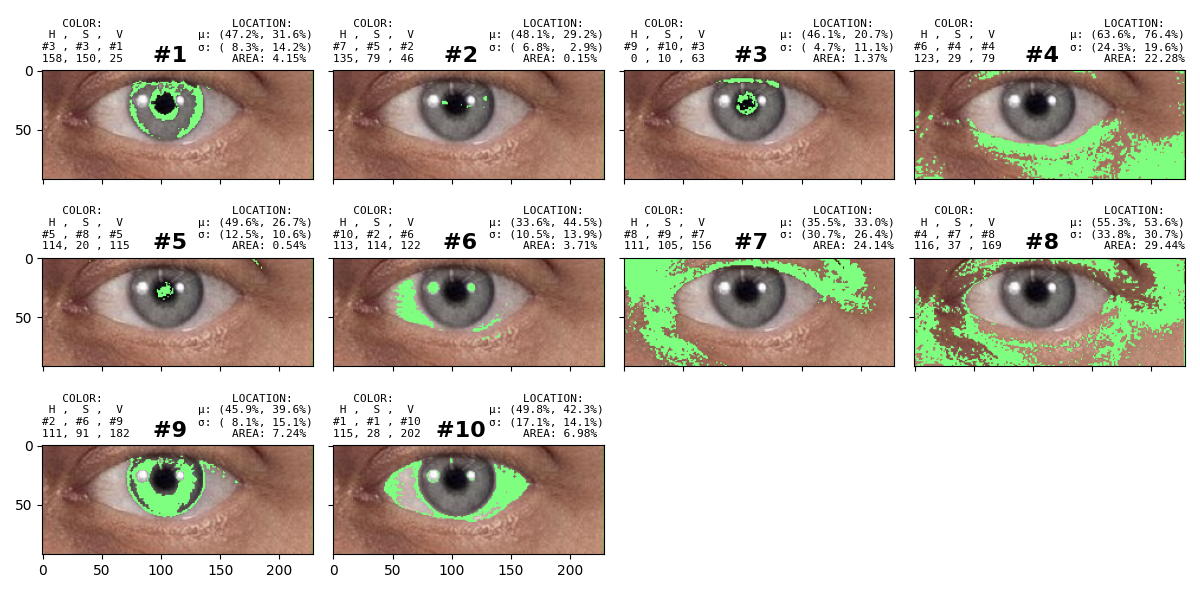 COLOR: LOCATION:
H , S , V μ: (47.2%, 31.6%)
#3 , #3 , #1 #1 σ: ( 8.3%, 14.2%)
158, 150, 25 AREA: 4.15%
COLOR: LOCATION:
H , S , V μ: (48.1%, 29.2%)
#7 , #5 , #2 #2 σ: ( 6.8%, 2.9%)
135, 79 , 46 AREA: 0.15%
COLOR: LOCATION:
H , S , V μ: (46.1%, 20.7%)
#9 , #10, #3 #3 σ: ( 4.7%, 11.1%)
0 , 10 , 63 AREA: 1.37%
COLOR: LOCATION:
H , S , V μ: (63.6%, 76.4%)
#6 , #4 , #4 #4 σ: (24.3%, 19.6%)
123, 29 , 79 AREA: 22.28%
0
50
COLOR: LOCATION:
H , S , V μ: (49.6%, 26.7%)
#5 , #8 , #5 #5 σ: (12.5%, 10.6%)
114, 20 , 115 AREA: 0.54%
COLOR: LOCATION:
H , S , V μ: (33.6%, 44.5%)
#10, #2 , #6 #6 σ: (10.5%, 13.9%)
113, 114, 122 AREA: 3.71%
COLOR: LOCATION:
H , S , V μ: (35.5%, 33.0%)
#8 , #9 , #7 #7 σ: (30.7%, 26.4%)
111, 105, 156 AREA: 24.14%
COLOR: LOCATION:
H , S , V μ: (55.3%, 53.6%)
#4 , #7 , #8 #8 σ: (33.8%, 30.7%)
116, 37 , 169 AREA: 29.44%
0
50
COLOR: LOCATION:
H , S , V μ: (45.9%, 39.6%)
#2 , #6 , #9 #9 σ: ( 8.1%, 15.1%)
111, 91 , 182 AREA: 7.24%
COLOR: LOCATION:
H , S , V μ: (49.8%, 42.3%)
#1 , #1 , #10 #10 σ: (17.1%, 14.1%)
115, 28 , 202 AREA: 6.98%
0
50
0 50 100 150 200
0 50 100 150 200